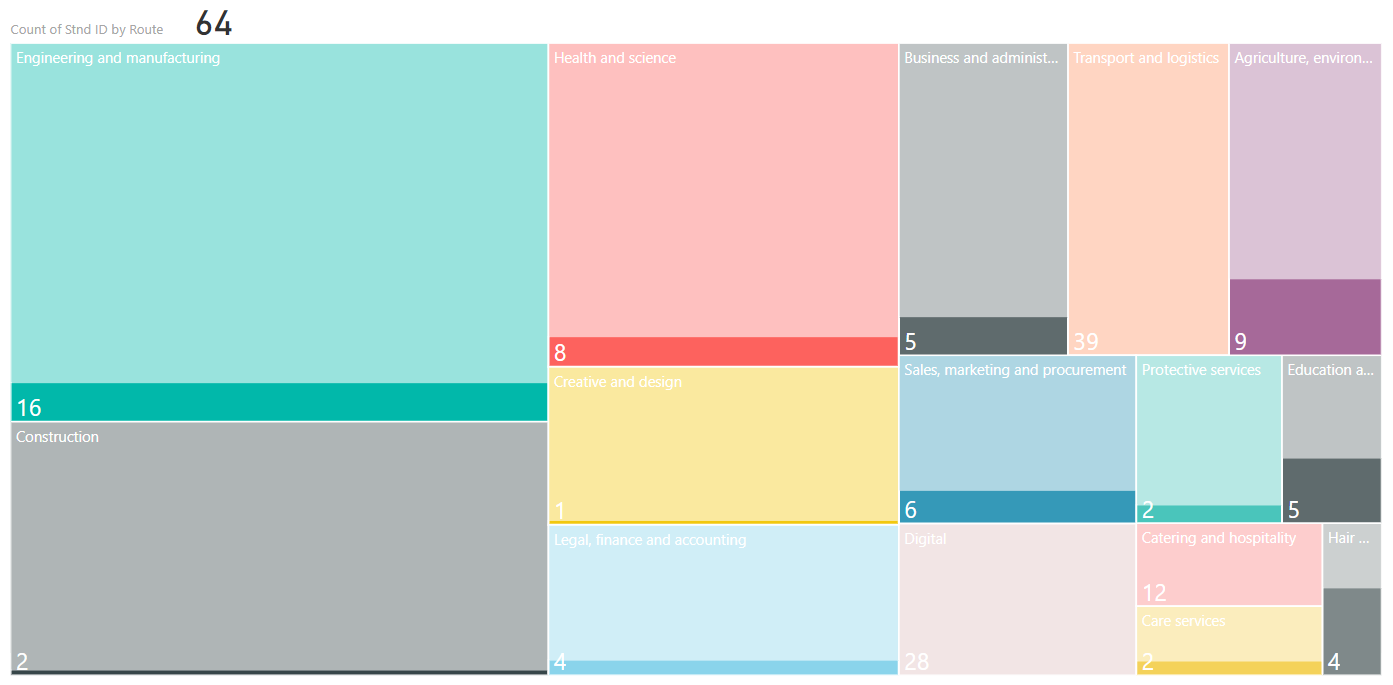 Count of Stnd ID by Route
64
Engineering and manufacturing
16
Construction
2
Health and science
8
Creative and design
1
Legal, finance and accounting
4
Business and administ...
5
Transport and logistics
39
Agriculture, environ...
9
Sales, marketing and procurement
6
Protective services
2
Education a...
5
Digital
28
Catering and hospitality
12
Care services
2
Hair ...
4